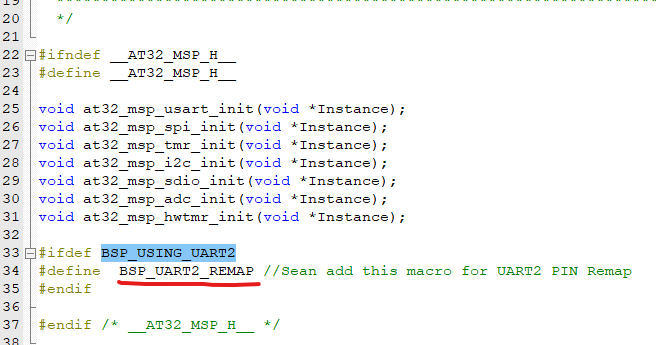 19 ******************************************************************************
20 */
21
22 #ifndef __AT32_MSP_H__
23 #define __AT32_MSP_H__
24
25 void at32_msp_usart_init(void *Instance);
26 void at32_msp_spi_init(void *Instance);
27 void at32_msp_tmr_init(void *Instance);
28 void at32_msp_i2c_init(void *Instance);
29 void at32_msp_sdio_init(void *Instance);
30 void at32_msp_adc_init(void *Instance);
31 void at32_msp_hwtmr_init(void *Instance);
32
33 #ifdef BSP_USING_UART2
34 #define  BSP_UART2_REMAP //Sean add this macro for UART2 PIN Remap
35 #endif
36
37 #endif /* __AT32_MSP_H__ */
38